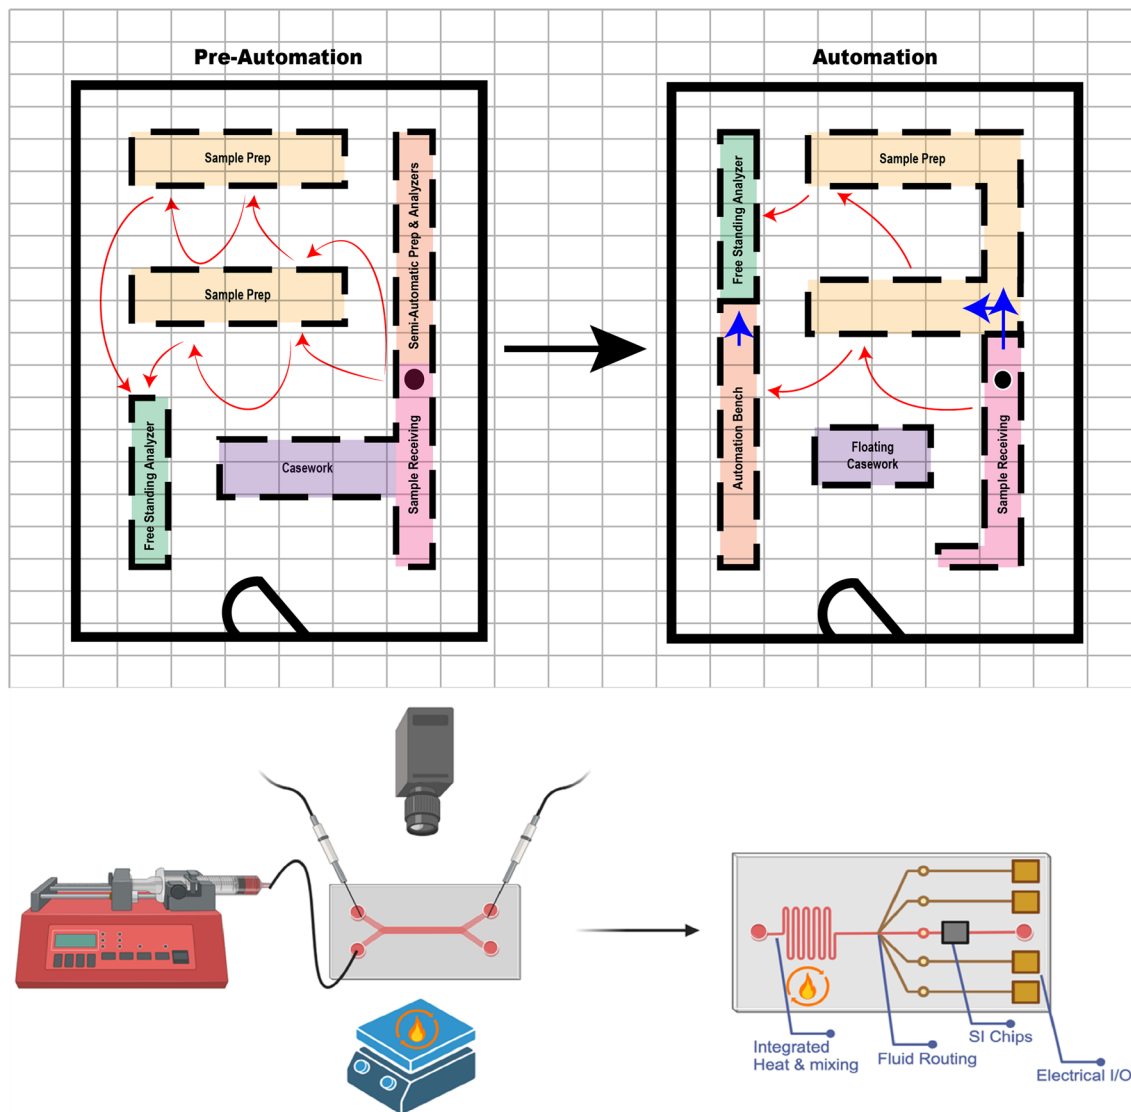 Pre-Automation
Automation
Sample Prep
Sample Prep
Semi-Automatic Prep & Analyzers
Free Standing Analyzer
Casework
Sample Receiving
Free Standing Analyzer
Sample Prep
Automation Bench
Floating
Casework
Sample Receiving
Integrated
Heat & mixing
Fluid Routing
SI Chips
Electrical I/O